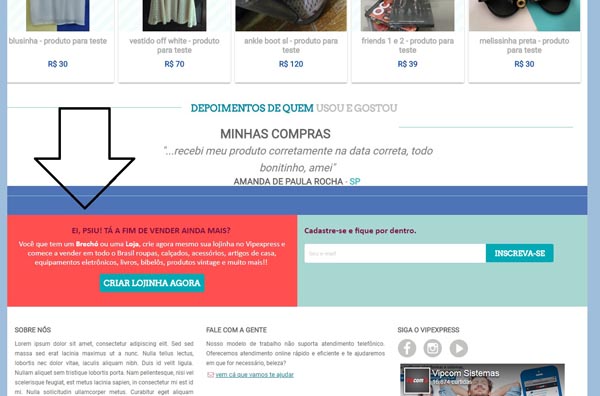 blusinha - produto para teste
R$ 30
vestido off white - produto
para teste
R$ 70
ankle boot sl - produto para
teste
R$ 120
friends 1 e 2 - produto para
teste
R$ 39
melissinha preta - produto
para teste
R$ 30
DEPOIMENTOS DE QUEM USOU E GOSTOU
MINHAS COMPRAS
"...recebi meu produto corretamente na data correta, todo
bonitinho, amei"
AMANDA DE PAULA ROCHA - SP
EI, PSIU! TÁ A FIM DE VENDER AINDA MAIS?
Você que tem um Brechó ou uma Loja, crie agora mesmo sua lojinha no Vipexpress e
comece a vender em todo o Brasil roupas, calçados, acessórios, artigos de casa,
equipamentos eletrônicos, livros, bibelôs, produtos vintage e muito mais!!
CRIAR LOJINHA AGORA
Cadastre-se e fique por dentro.
Seu e-mail
INSCREVA-SE
SOBRE NÓS
Lorem ipsum dolor sit amet, consectetur adipiscing elit. Sed sed
massa sed erat lacinia maximus ut a nunc. Nulla tellus lectus,
lobortis nec dolor vitae, iaculis aliquam nibh. Duis id velit ligula.
Nullam aliquet sem tristique lobortis porta. Nam pellentesque, nisl vel
scelerisque feugiat, est metus lacinia sapien, in consectetur mi est id
mi. Nulla sollicitudin ullamcorper metus. Curabitur eget aliquam
FALE COM A GENTE
Nosso modelo de trabalho não suporta atendimento telefônico.
Oferecemos atendimento online rápido e eficiente e te ajudaremos
em que for necessário, beleza?
vem cá que vamos te ajudar
SIGA O VIPEXPRESS
Vipcom Sistemas